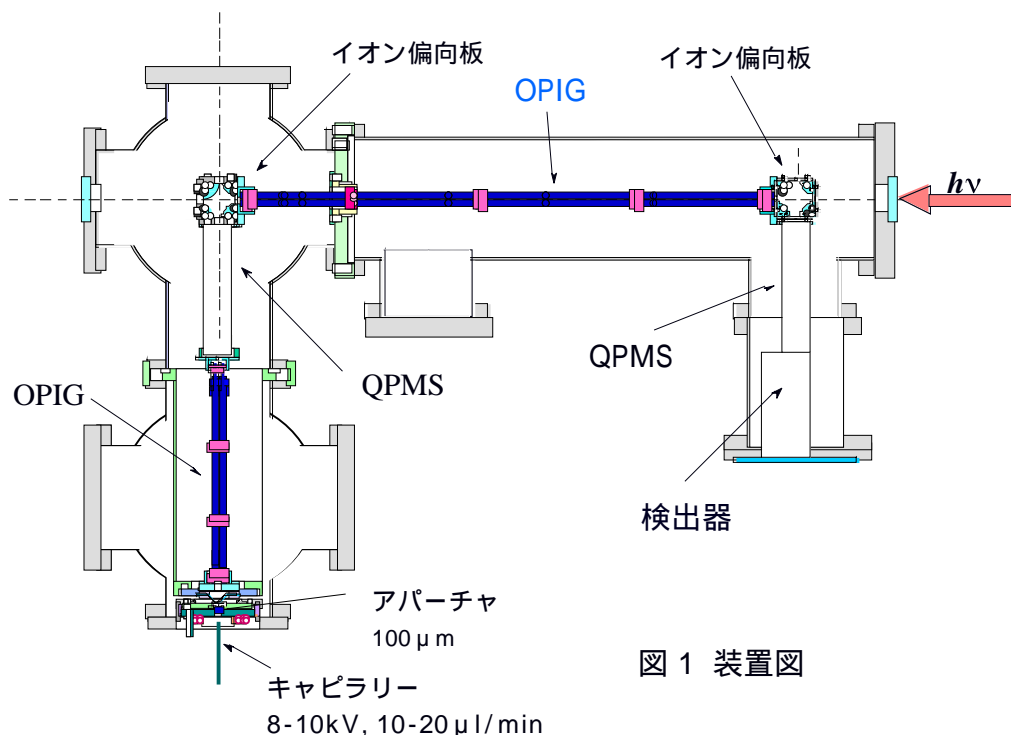 イオン偏向板
イオン偏向板
OPIG
hν
QPMS
QPMS
OPIG
検出器
アパーチャ
100μm
図1 装置図
キャピラリー
8-10kV, 10-20μl/min